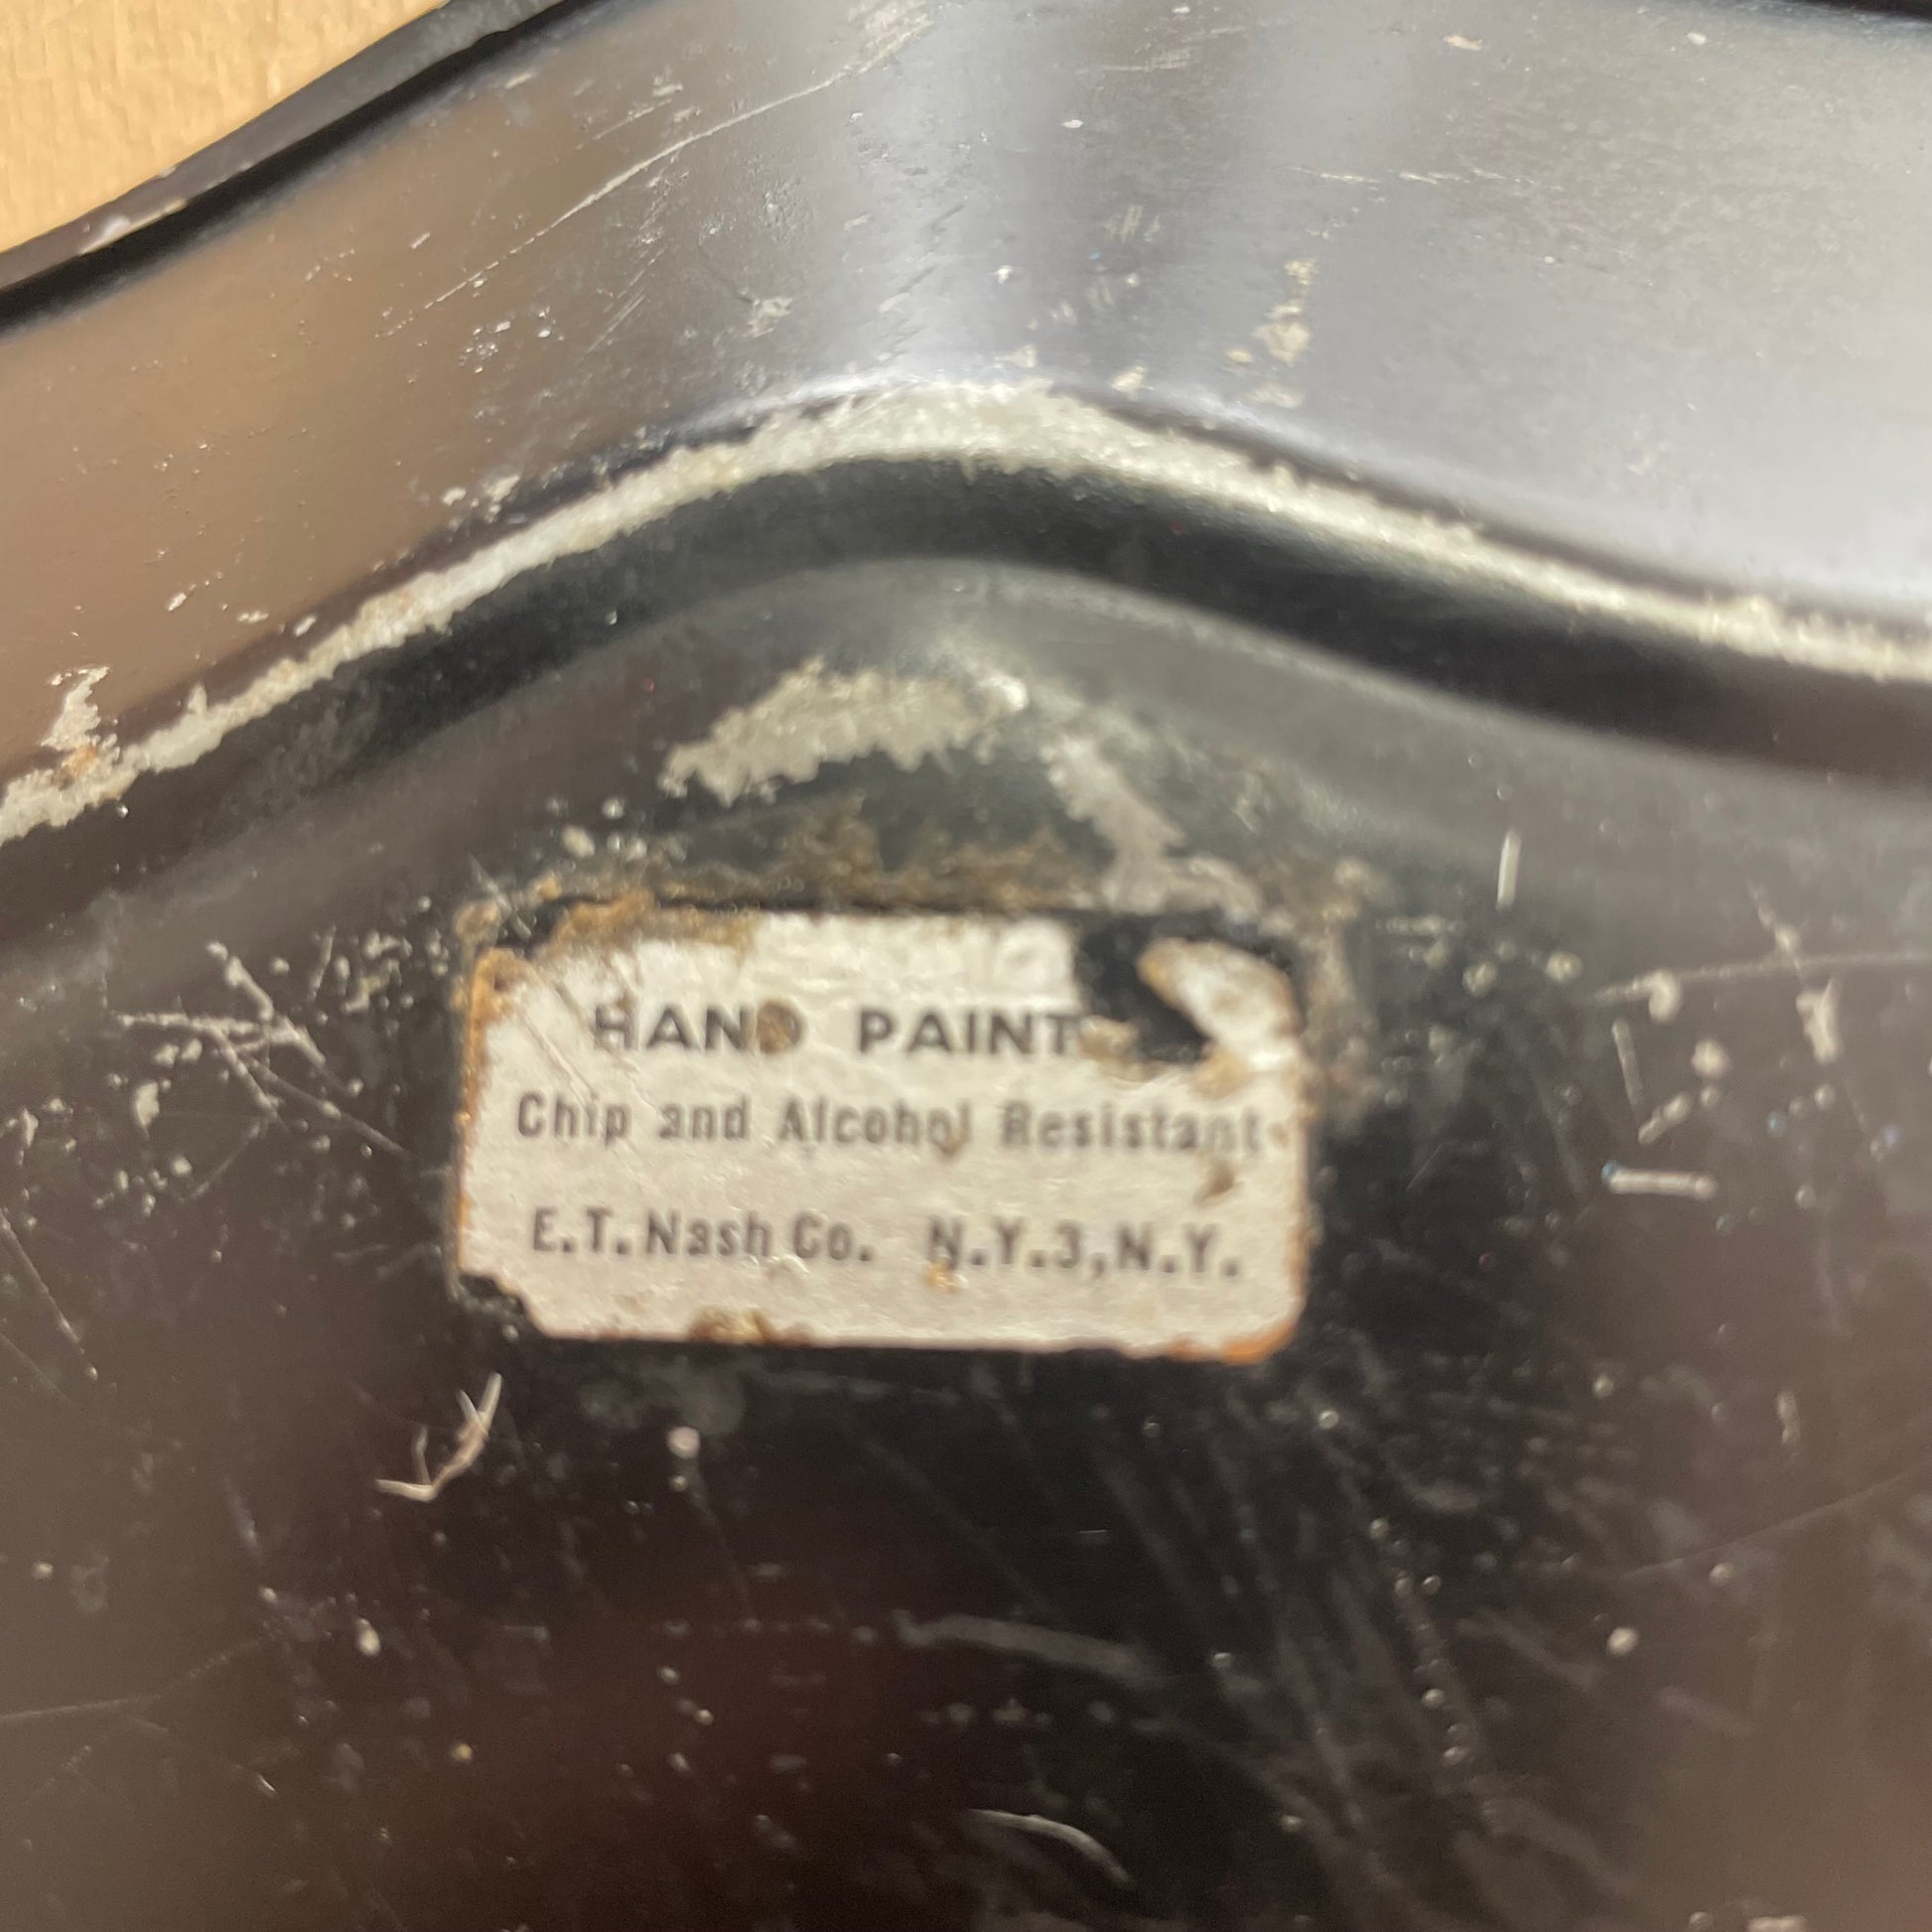 HAND PAINT
Chip and Alcohol Resistant
E.T. Nash Co. N.Y.3, N.Y.